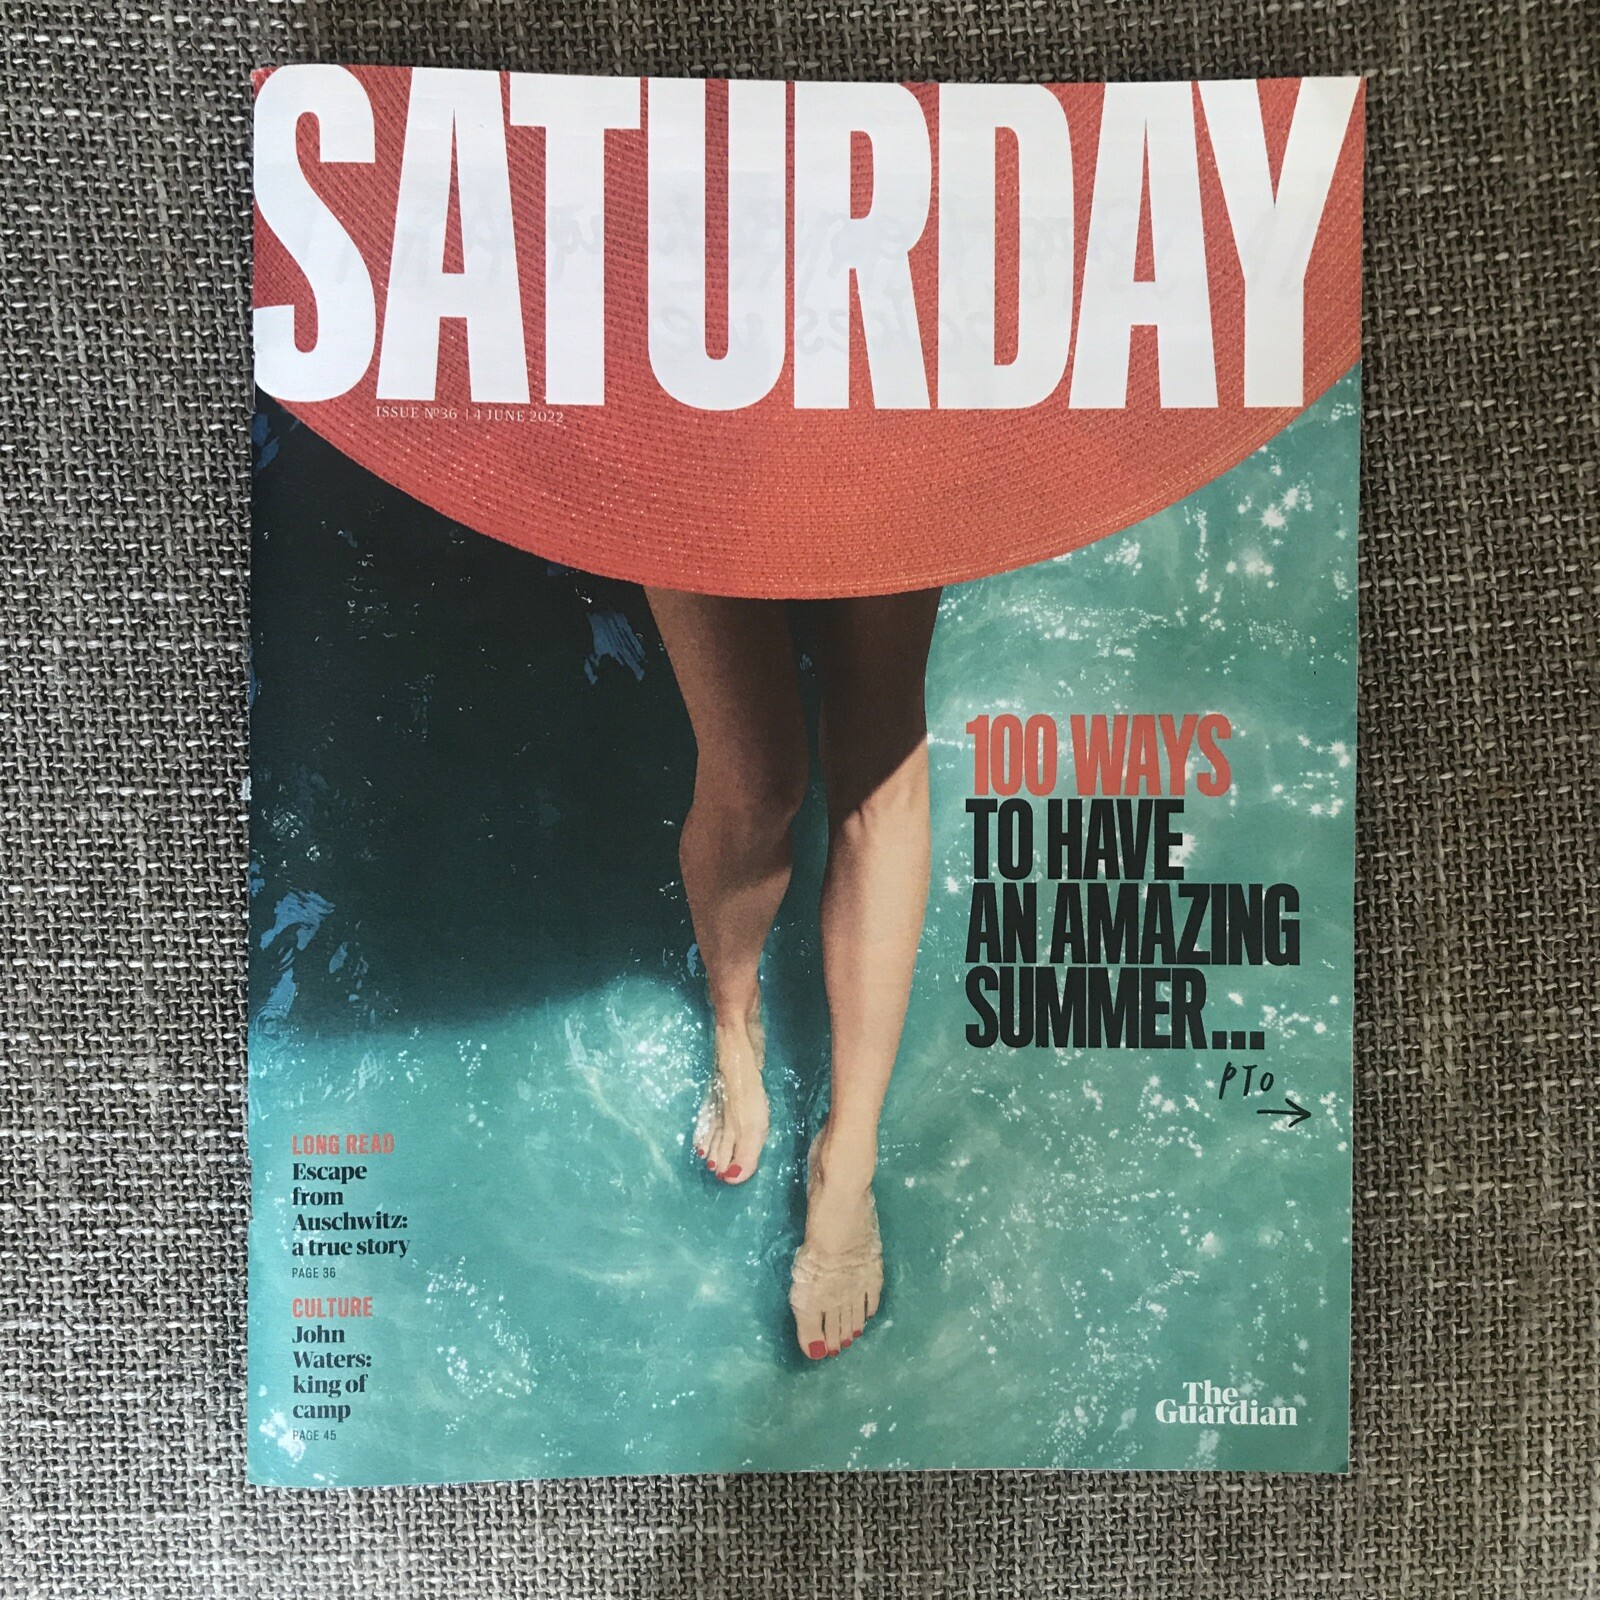 SATURDAY
ISSUE Nº36 | 4 JUNE 2022
100 WAYS
TO HAVE
AN AMAZING
SUMMER...
PTO
LONG READ
Escape
from
Auschwitz:
a true story
PAGE 36
CULTURE
John
Waters:
king of
camp
PAGE 45
The
Guardian